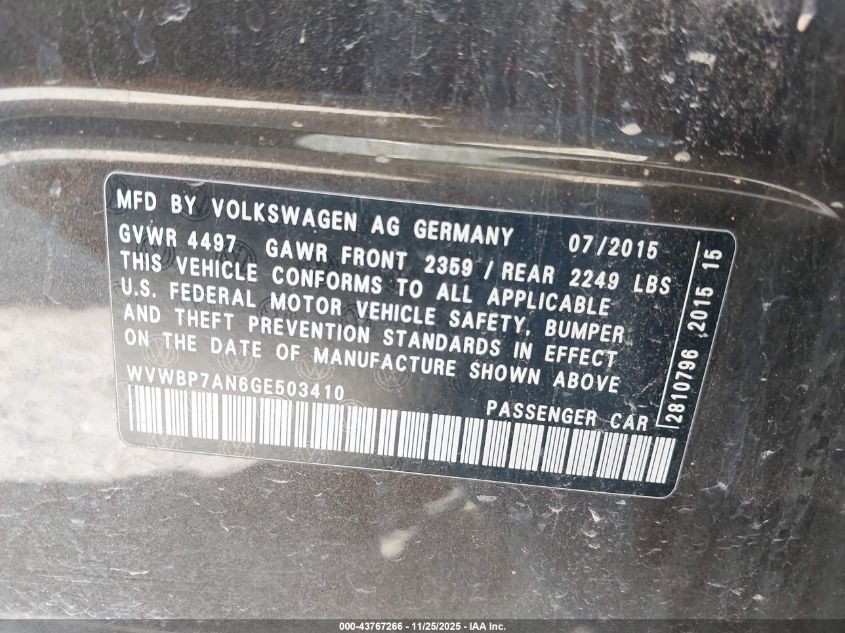 MFD BY VOLKSWAGEN AG GERMANY 07/2015
GVWR 4497 GAWR FRONT 2359 / REAR 2249 LBS
THIS VEHICLE CONFORMS TO ALL APPLICABLE
U.S. FEDERAL MOTOR VEHICLE SAFETY, BUMPER
AND THEFT PREVENTION STANDARDS IN EFFECT
ON THE DATE OF MANUFACTURE SHOWN ABOVE
WVWBP7AN6GE503410
PASSENGER CAR
2810796 ,2015 15
000-43767266 - 11/25/2025 - IAA Inc.